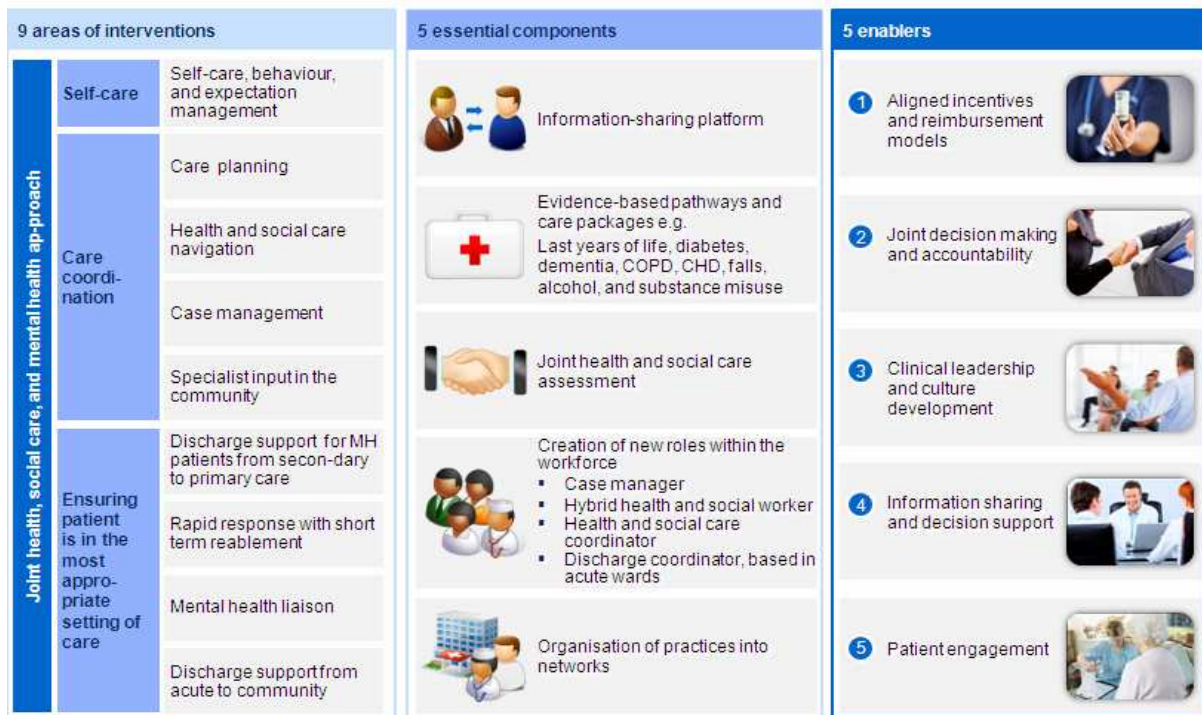 9 areas of interventions
Joint health, social care, and mental health ap-proach
Self-care
Self-care, behaviour,
and expectation
management
Care
coordi-
nation
Care planning
Health and social care
navigation
Case management
Specialist input in the
community
Ensuring
patient
is in the
most
appro-
priate
setting of
care
Discharge support for MH
patients from secon-dary
to primary care
Rapid response with short
term reablement
Mental health liaison
Discharge support from
acute to community
5 essential components
Information-sharing platform
Evidence-based pathways and
care packages e.g.
Last years of life, diabetes,
dementia, COPD, CHD, falls,
alcohol, and substance misuse
Joint health and social care
assessment
Creation of new roles within the
workforce
▪ Case manager
▪ Hybrid health and social worker
▪ Health and social care
coordinator
▪ Discharge coordinator, based in
acute wards
Organisation of practices into
networks
5 enablers
1 Aligned incentives
and reimbursement
models
2 Joint decision making
and accountability
3 Clinical leadership
and culture
development
4 Information sharing
and decision support
5 Patient engagement